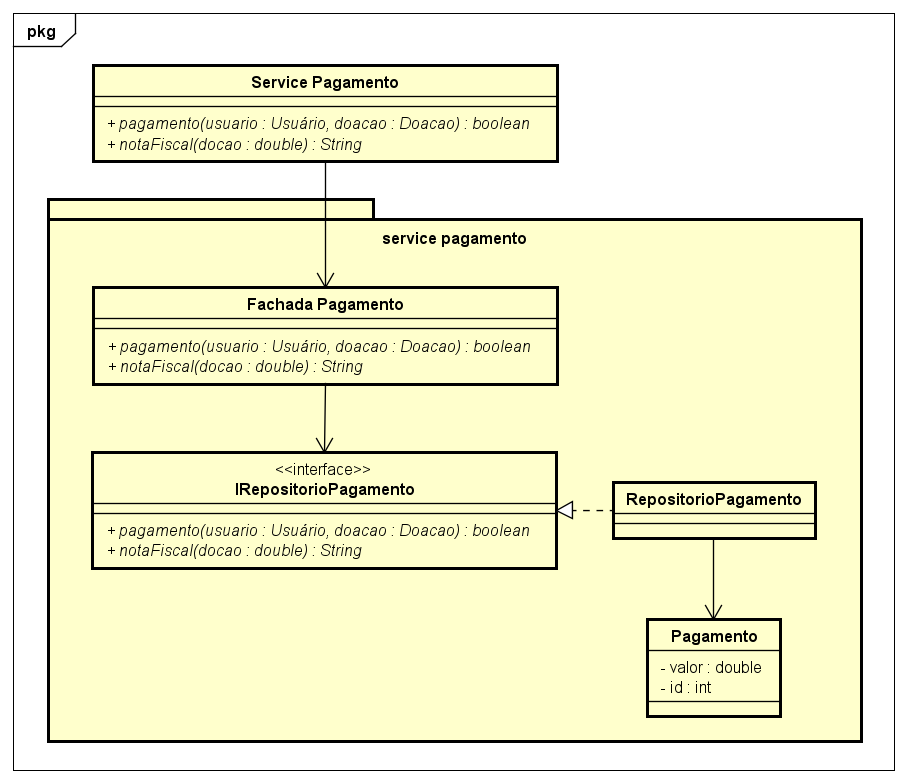 pkg
Service Pagamento
+ pagamento(usuario : Usuário, doacao : Doacao) : boolean
+ notaFiscal(docao : double) : String
service pagamento
Fachada Pagamento
+ pagamento(usuario : Usuário, doacao : Doacao) : boolean
+ notaFiscal(docao : double) : String
<<interface>>
IRepositorioPagamento
+ pagamento(usuario : Usuário, doacao : Doacao) : boolean
+ notaFiscal(docao : double) : String
RepositorioPagamento
Pagamento
- valor : double
- id : int